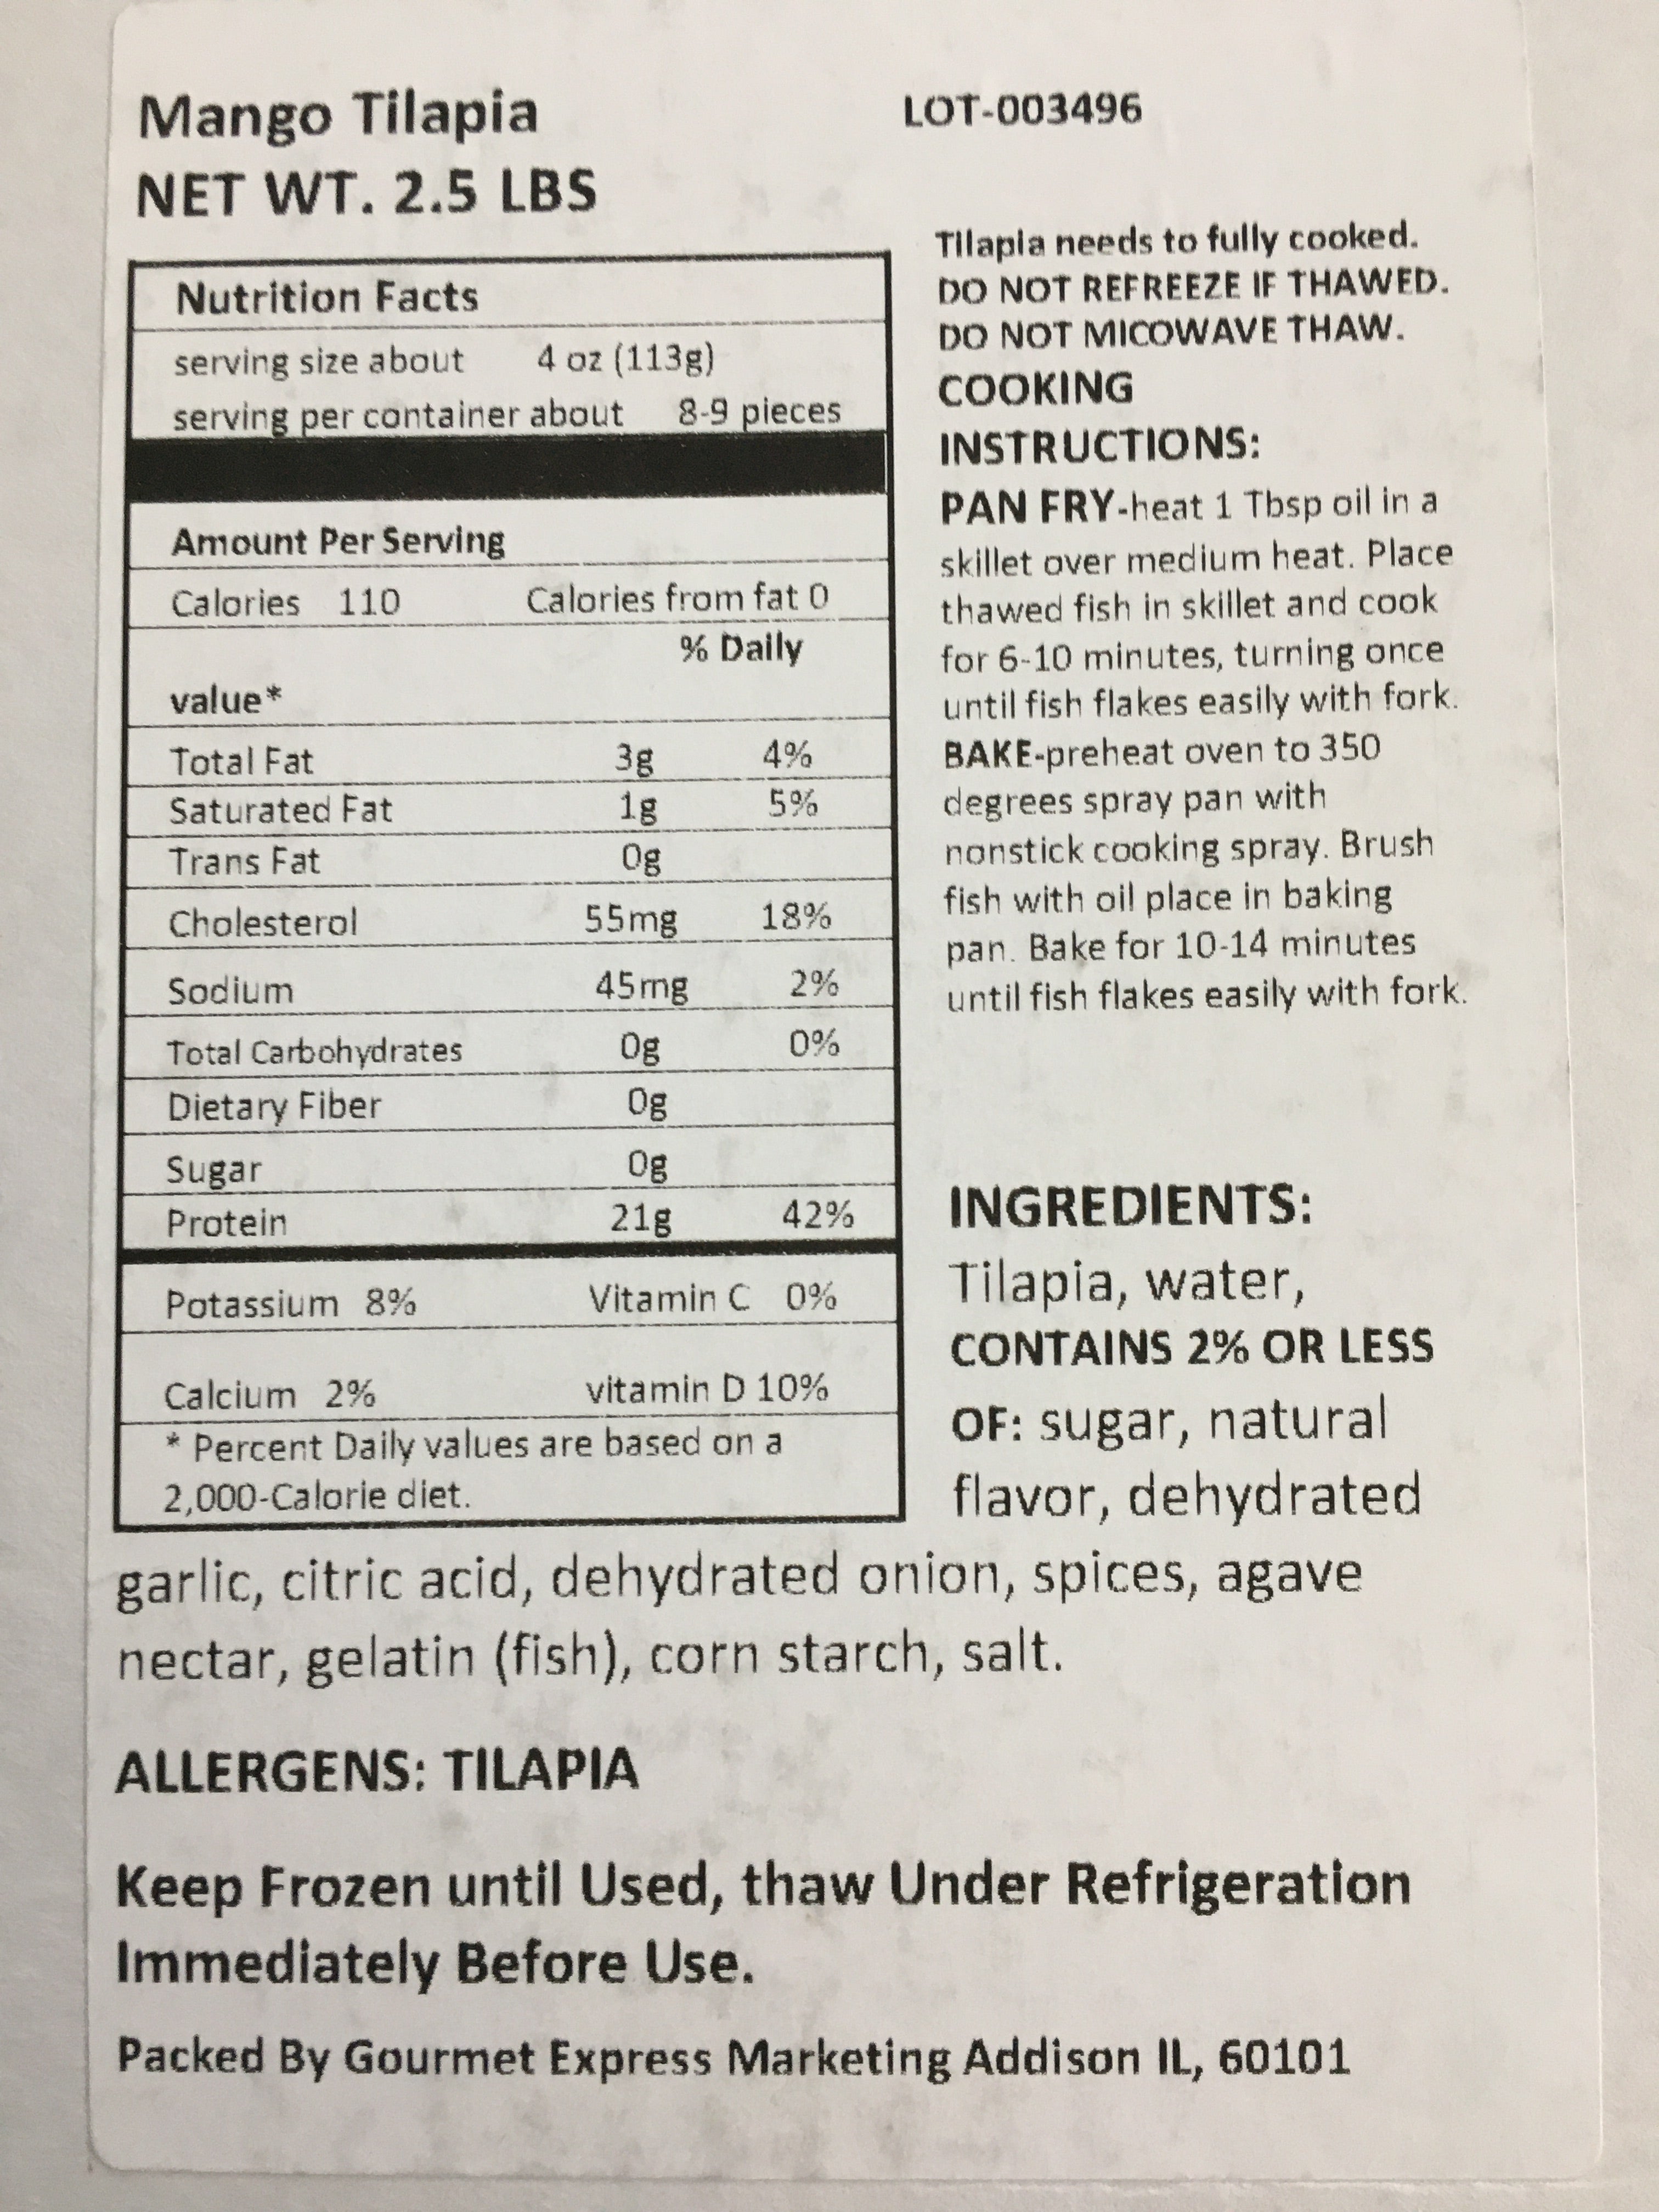 Mango Tilapia
NET WT. 2.5 LBS
LOT-003496
Nutrition Facts
serving size about 4 oz (113g)
serving per container about 8-9 pieces
Amount Per Serving
Calories 110 Calories from fat 0
% Daily
value*
Total Fat 3g 4%
Saturated Fat 1g 5%
Trans Fat 0g
Cholesterol 55mg 18%
Sodium 45mg 2%
Total Carbohydrates 0g 0%
Dietary Fiber 0g
Sugar 0g
Protein 21g 42%
Potassium 8% Vitamin C 0%
Calcium 2% vitamin D 10%
* Percent Daily values are based on a
2,000-Calorie diet.
Tilapia needs to fully cooked.
DO NOT REFREEZE IF THAWED.
DO NOT MICOWAVE THAW.
COOKING
INSTRUCTIONS:
PAN FRY-heat 1 Tbsp oil in a
skillet over medium heat. Place
thawed fish in skillet and cook
for 6-10 minutes, turning once
until fish flakes easily with fork.
BAKE-preheat oven to 350
degrees spray pan with
nonstick cooking spray. Brush
fish with oil place in baking
pan. Bake for 10-14 minutes
until fish flakes easily with fork.
INGREDIENTS:
Tilapia, water,
CONTAINS 2% OR LESS
OF: sugar, natural
flavor, dehydrated
garlic, citric acid, dehydrated onion, spices, agave
nectar, gelatin (fish), corn starch, salt.
ALLERGENS: TILAPIA
Keep Frozen until Used, thaw Under Refrigeration
Immediately Before Use.
Packed By Gourmet Express Marketing Addison IL, 60101